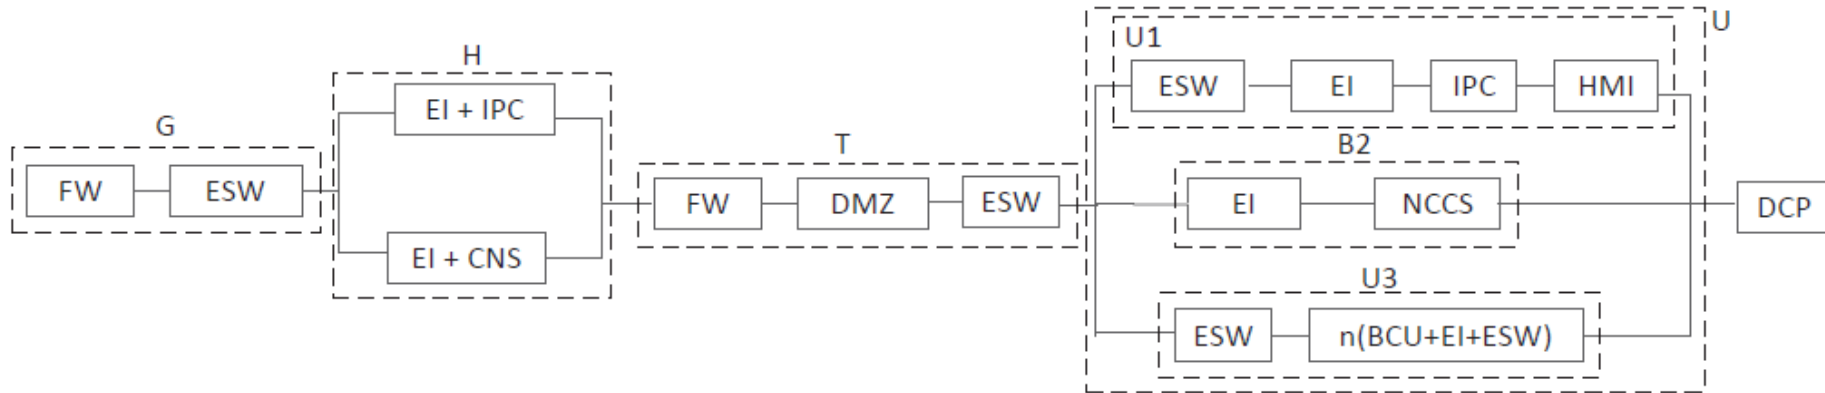 G
FW
ESW
H
EI + IPC
EI + CNS
T
FW
DMZ
ESW
U
U1
ESW
EI
IPC
HMI
B2
EI
NCCS
U3
ESW
n(BCU+EI+ESW)
DCP